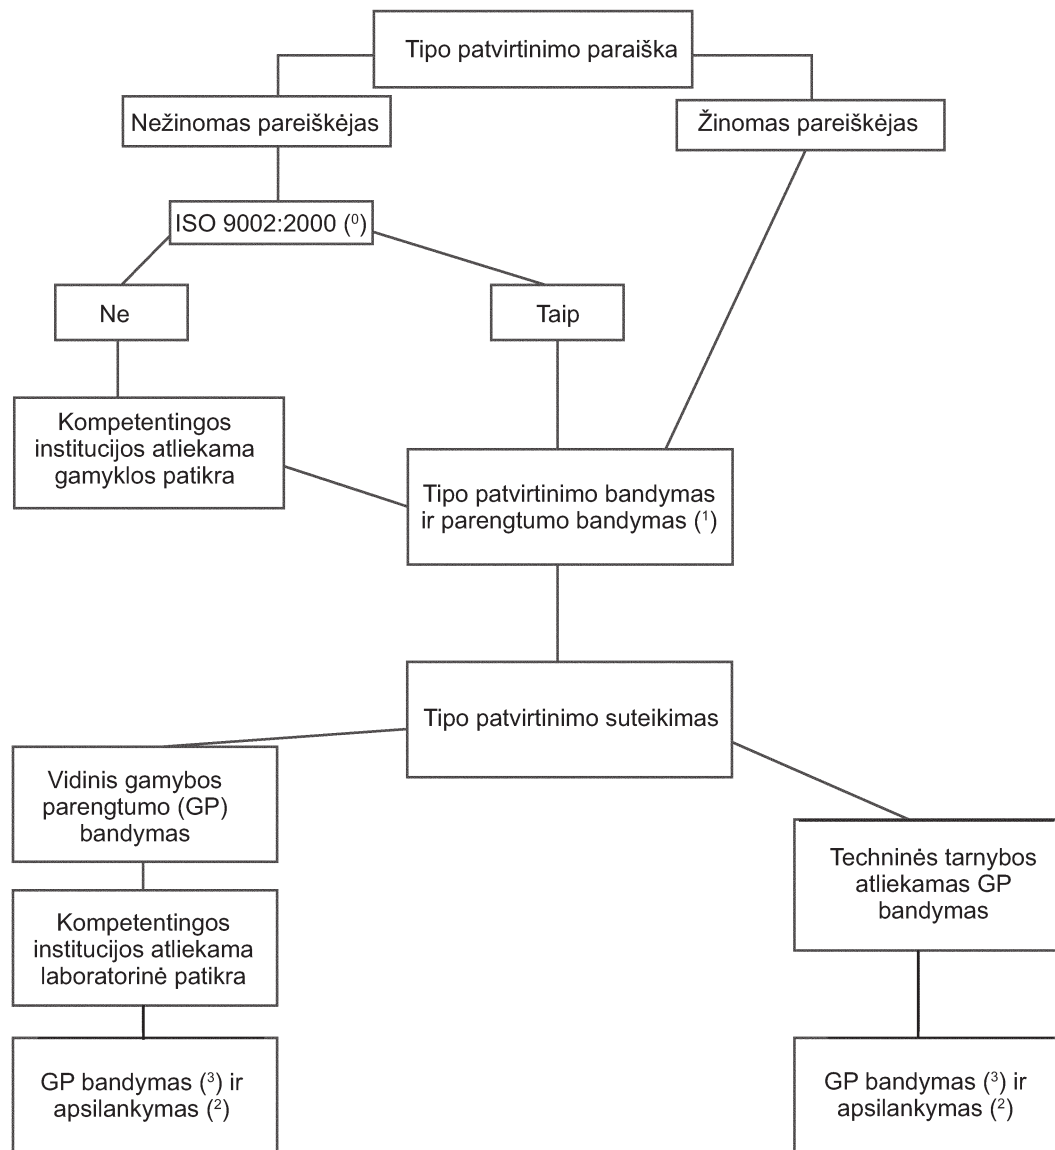 Tipo patvirtinimo paraiška
Nežinomas pareiškėjas
Žinomas pareiškėjas
ISO 9002:2000 (⁰)
Ne
Taip
Kompetentingos
institucijos atliekama
gamyklos patikra
Tipo patvirtinimo bandymas
ir parengtumo bandymas (¹)
Tipo patvirtinimo suteikimas
Vidinis gamybos
parengtumo (GP)
bandymas
Techninės tarnybos
atliekamas GP
bandymas
Kompetentingos
institucijos atliekama
laboratorinė patikra
GP bandymas (³) ir
apsilankymas (²)
GP bandymas (³) ir
apsilankymas (²)